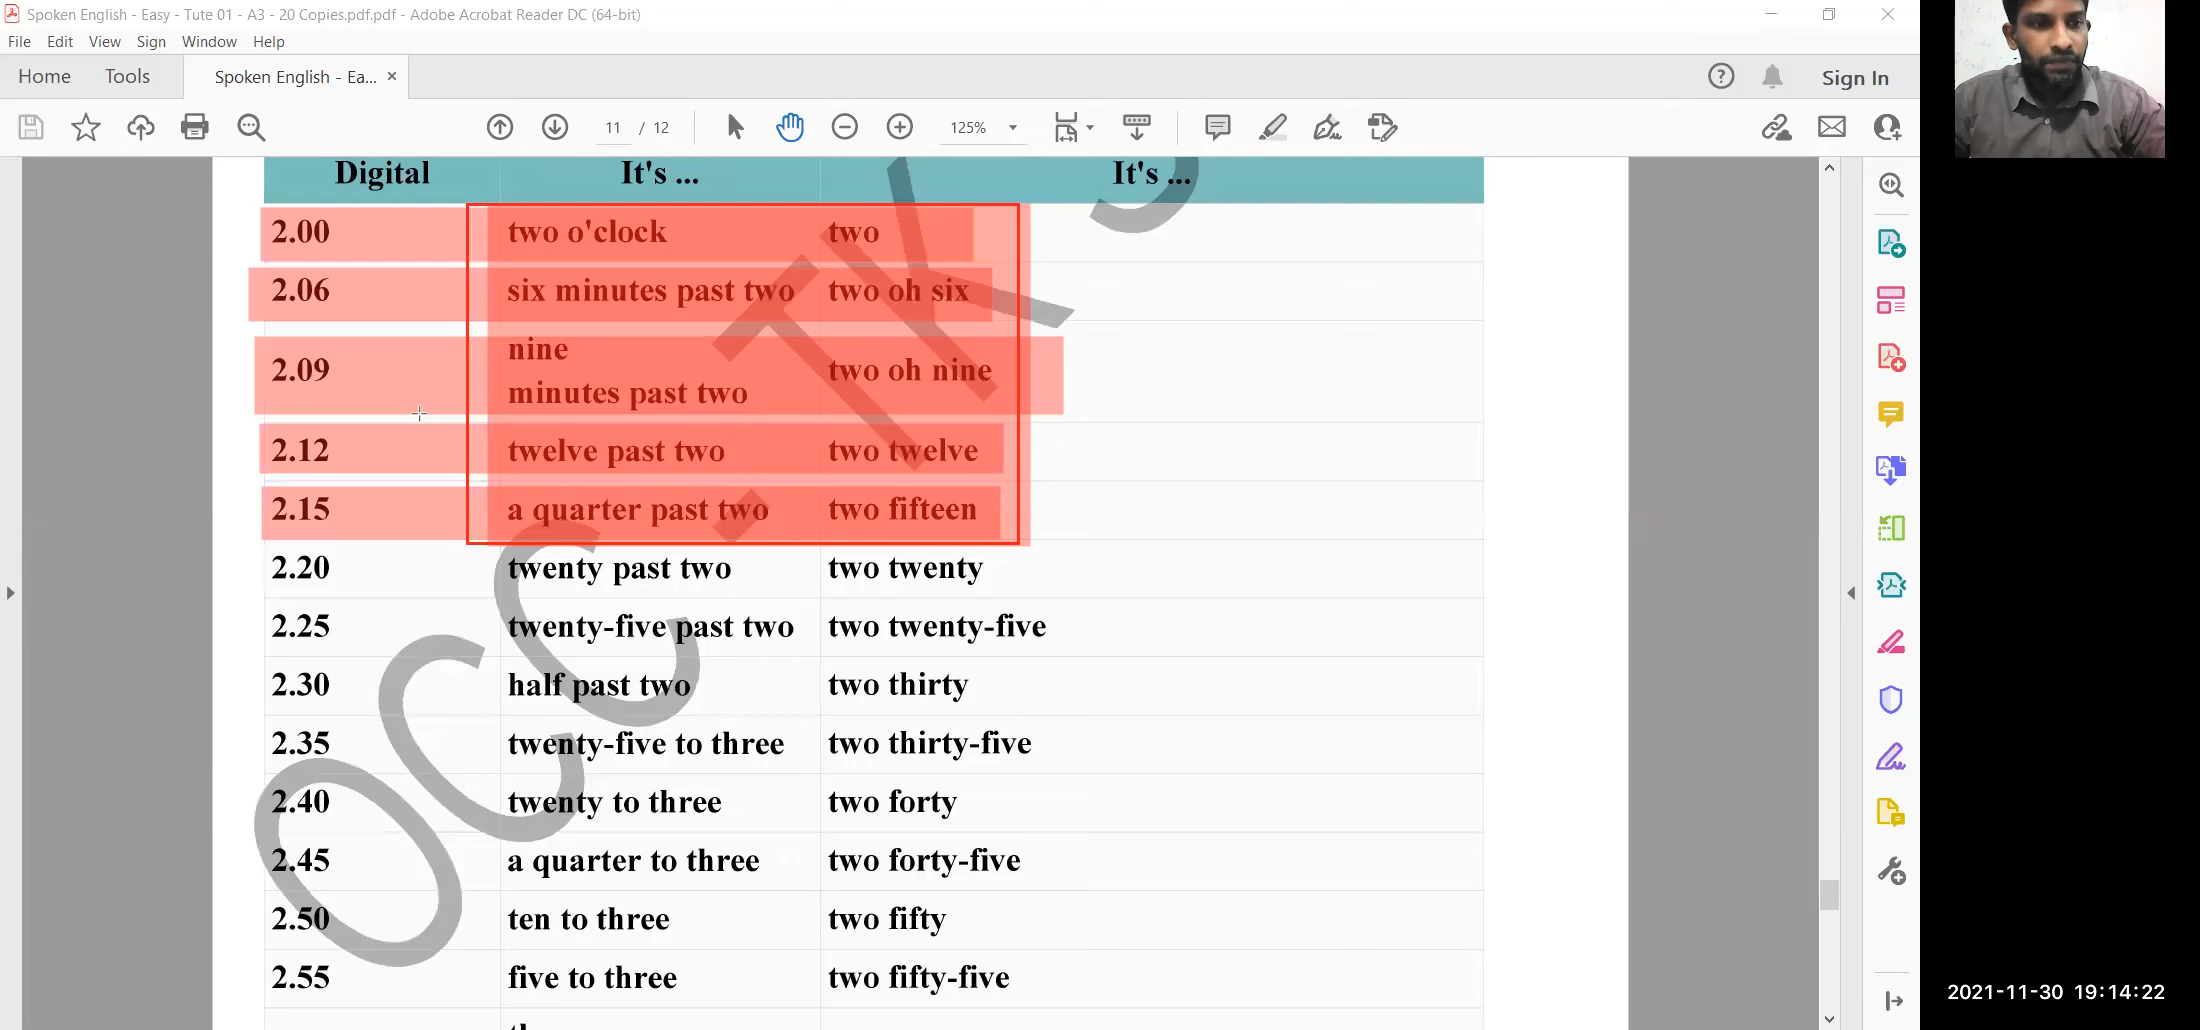 Spoken English - Easy - Tute 01 - A3 - 20 Copies.pdf.pdf - Adobe Acrobat Reader DC (64-bit)
File Edit View Sign Window Help
Home Tools Spoken English - Ea... Sign In
11 / 12 125%
Digital It's ... It's ...
2.00 two o'clock two
2.06 six minutes past two two oh six
nine
2.09 minutes past two two oh nine
2.12 twelve past two two twelve
2.15 a quarter past two two fifteen
2.20 twenty past two two twenty
2.25 twenty-five past two two twenty-five
2.30 half past two two thirty
2.35 twenty-five to three two thirty-five
2.40 twenty to three two forty
2.45 a quarter to three two forty-five
2.50 ten to three two fifty
2.55 five to three two fifty-five
OCC - TK
2021-11-30 19:14:22